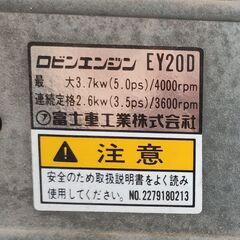 ロビンエンジン EY20D
最 大3.7kw(5.0ps)/4000rpm
連続定格2.6kw(3.5ps)/3600rpm
富士重工業株式会社
注意
安全のため取扱説明書をよく読み
使用してください NO.2279180213